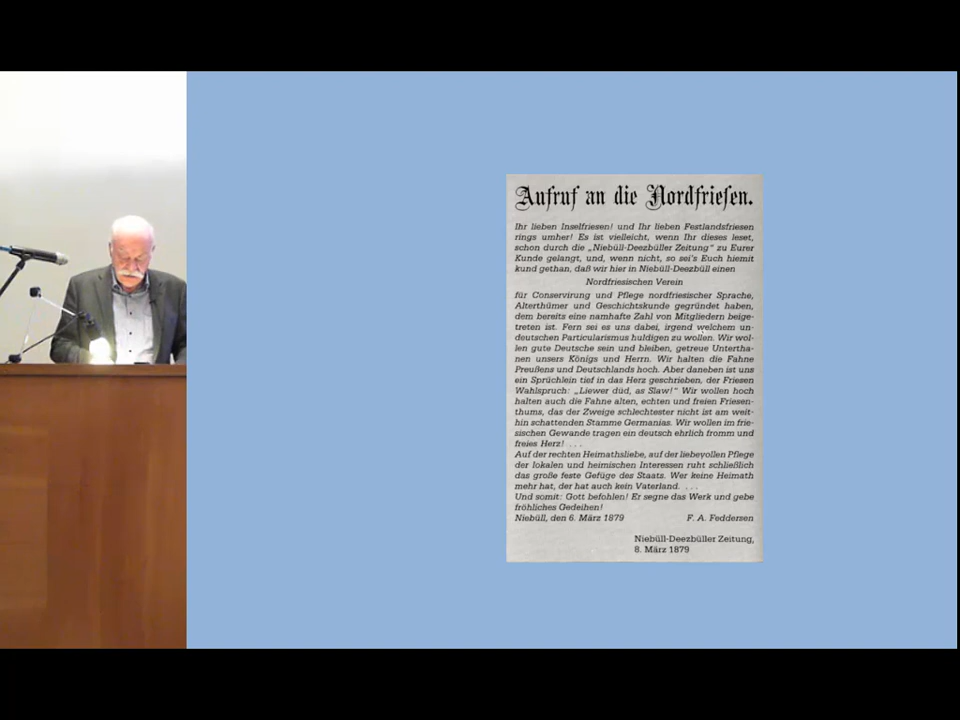 Aufruf an die Nordfriesen.
Ihr lieben Inselfriesen! und Ihr lieben Festlandsfriesen
rings umher! Es ist vielleicht, wenn Ihr dieses leset,
schon durch die „Niebüll-Deezbüller Zeitung" zu Eurer
Kunde gelangt, und, wenn nicht, so sei's Euch hiemit
kund gethan, daß wir hier in Niebüll-Deezbüll einen
Nordfriesischen Verein
für Conservirung und Pflege nordfriesischer Sprache,
Alterthümer und Geschichtskunde gegründet haben,
dem bereits eine namhafte Zahl von Mitgliedern beige-
treten ist. Fern sei es uns dabei, irgend welchem un-
deutschen Particularismus huldigen zu wollen. Wir wol-
len gute Deutsche sein und bleiben, getreue Untertha-
nen unsers Königs und Herrn. Wir halten die Fahne
Preußens und Deutschlands hoch. Aber daneben ist uns
ein Sprüchlein tief in das Herz geschrieben, der Friesen
Wahlspruch: „Liewer düd, as Slaw!" Wir wollen hoch
halten auch die Fahne alten, echten und freien Friesen-
thums, das der Zweige schlechtester nicht ist am weit-
hin schattenden Stamme Germanias. Wir wollen im frie-
sischen Gewande tragen ein deutsch ehrlich fromm und
freies Herz! . . .
Auf der rechten Heimathsliebe, auf der liebevollen Pflege
der lokalen und heimischen Interessen ruht schließlich
das große feste Gefüge des Staats. Wer keine Heimath
mehr hat, der hat auch kein Vaterland. . . .
Und somit: Gott befohlen! Er segne das Werk und gebe
fröhliches Gedeihen!
Niebüll, den 6. März 1879 F. A. Feddersen
Niebüll-Deezbüller Zeitung,
8. März 1879